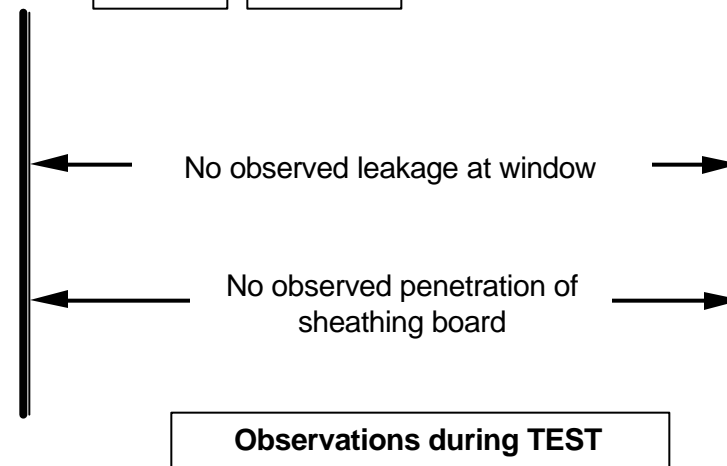 No observed leakage at window
No observed penetration of
sheathing board
Observations during TEST